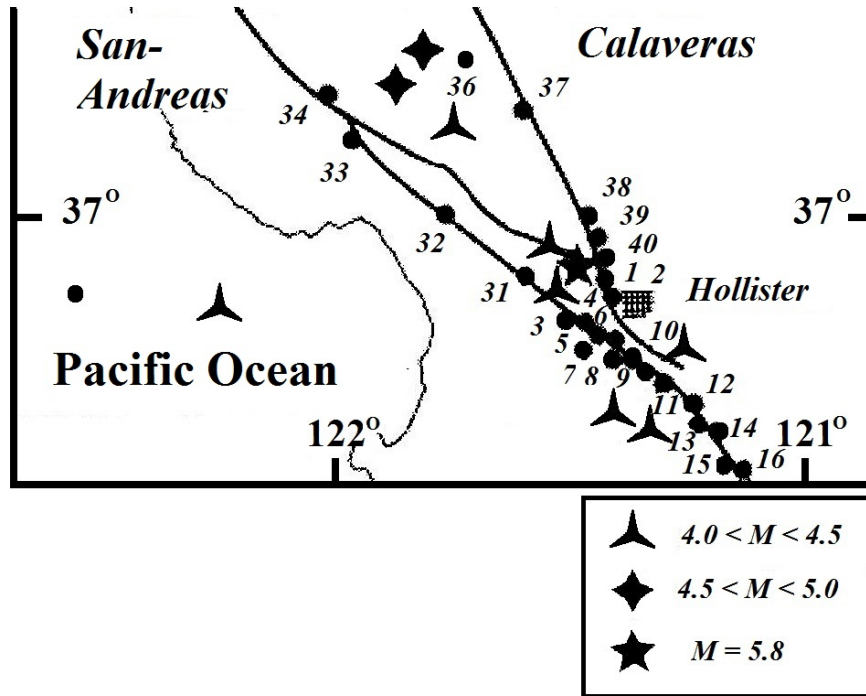 San-
Andreas
Calaveras
36
37
34
33
37°
38
37°
39
32
40
31
1 2
4
Hollister
3
6
10
5
7 8 9
Pacific Ocean
12
11
122°
13
14
121°
15
16
4.0 < M < 4.5
4.5 < M < 5.0
M = 5.8